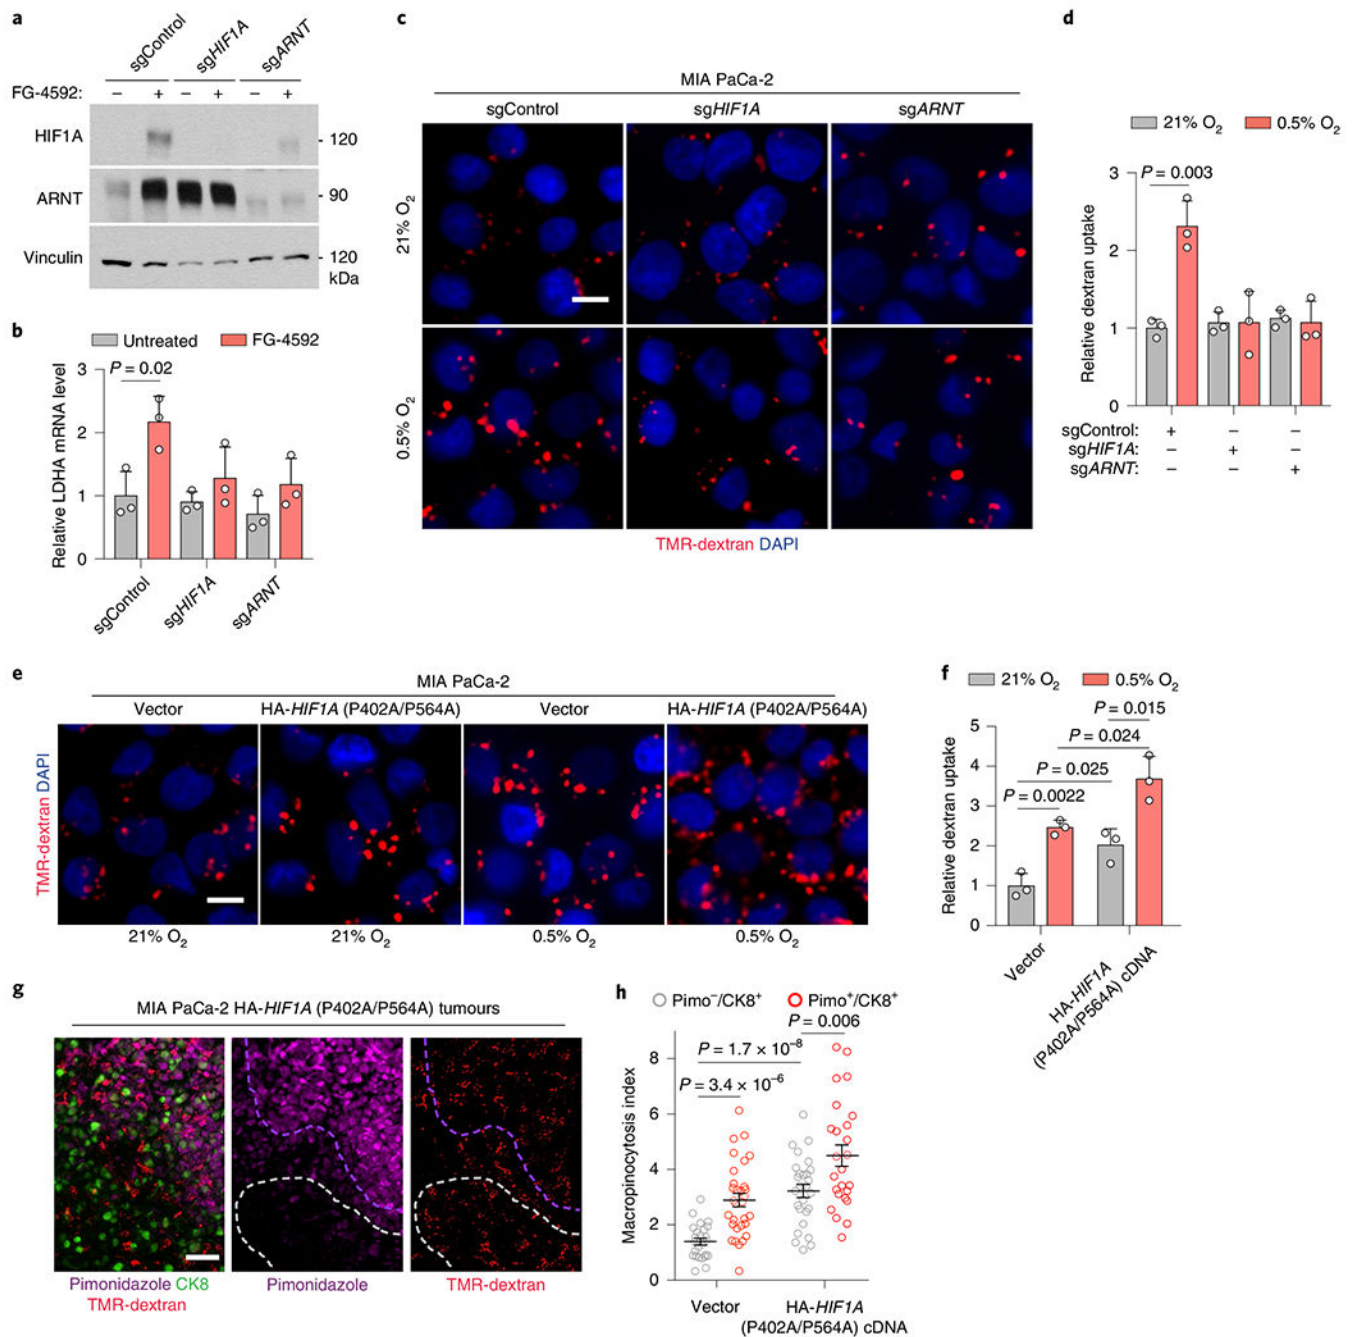 a
sgControl
sgHIF1A
sgARNT
FG-4592: – + – + – +
HIF1A - 120
ARNT - 90
Vinculin - 120
kDa
b
Untreated FG-4592
Relative LDHA mRNA level
3
2
1
0
P = 0.02
sgControl
sgHIF1A
sgARNT
c
MIA PaCa-2
sgControl sgHIF1A sgARNT
21% O2
0.5% O2
TMR-dextran DAPI
d
21% O2 0.5% O2
Relative dextran uptake
3
2
1
0
P = 0.003
sgControl: + – –
sgHIF1A: – + –
sgARNT: – – +
e
MIA PaCa-2
Vector HA-HIF1A (P402A/P564A) Vector HA-HIF1A (P402A/P564A)
TMR-dextran DAPI
21% O2 21% O2 0.5% O2 0.5% O2
f
21% O2 0.5% O2
Relative dextran uptake
5
4
3
2
1
0
P = 0.015
P = 0.024
P = 0.025
P = 0.0022
Vector
HA-HIF1A
(P402A/P564A) cDNA
g
MIA PaCa-2 HA-HIF1A (P402A/P564A) tumours
Pimonidazole CK8
TMR-dextran
Pimonidazole
TMR-dextran
h
Pimo⁻/CK8⁺ Pimo⁺/CK8⁺
Macropinocytosis index
8
6
4
2
0
P = 0.006
P = 1.7 × 10⁻⁸
P = 3.4 × 10⁻⁶
Vector
HA-HIF1A
(P402A/P564A) cDNA